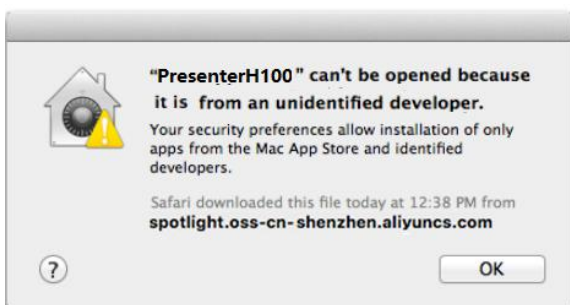 “PresenterH100” can't be opened because
it is from an unidentified developer.
Your security preferences allow installation of only
apps from the Mac App Store and identified
developers.
Safari downloaded this file today at 12:38 PM from
spotlight.oss-cn-shenzhen.aliyuncs.com
?
OK